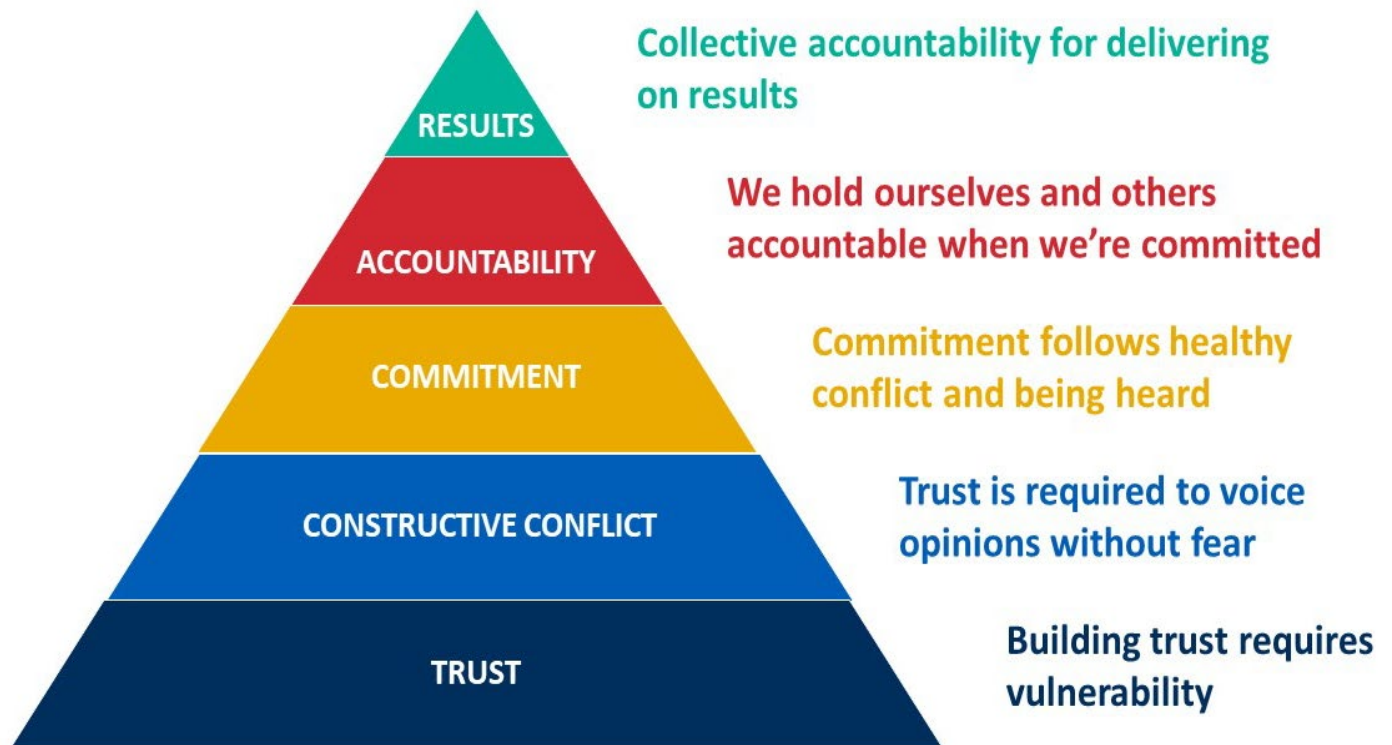 Collective accountability for delivering
on results
RESULTS
We hold ourselves and others
accountable when we’re committed
ACCOUNTABILITY
Commitment follows healthy
conflict and being heard
COMMITMENT
Trust is required to voice
opinions without fear
CONSTRUCTIVE CONFLICT
Building trust requires
vulnerability
TRUST